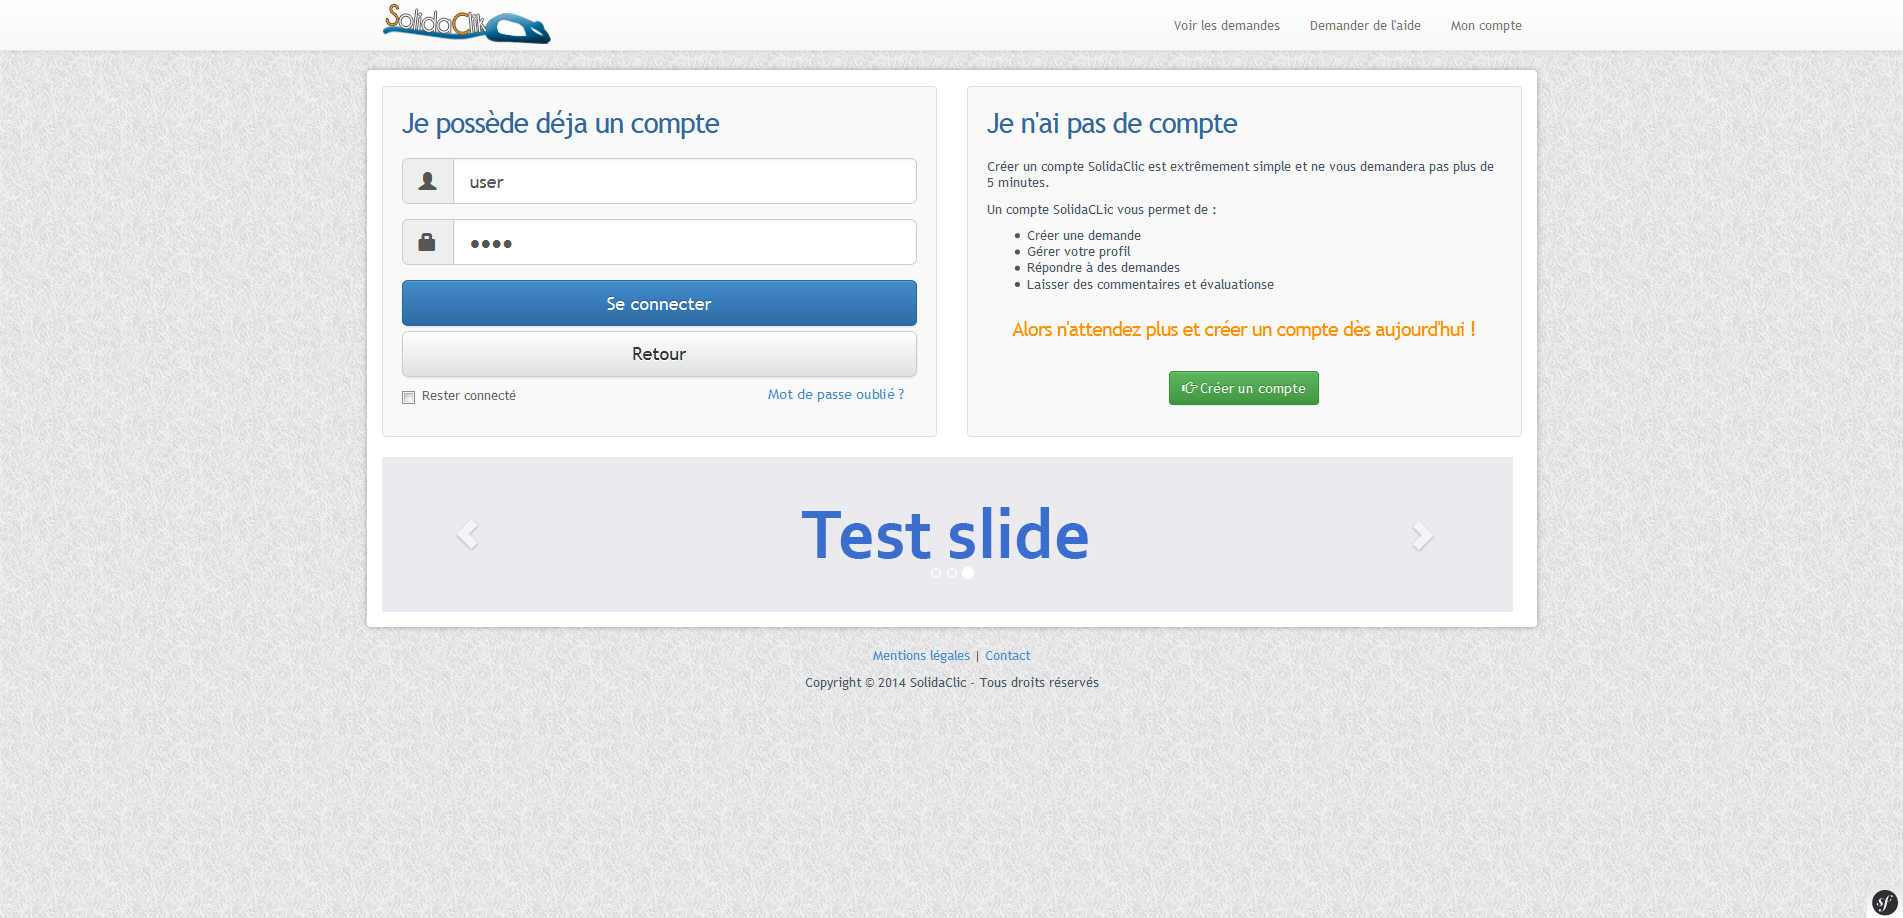 SolidaClik
Voir les demandes
Demander de l'aide
Mon compte
Je possède déja un compte
user
Se connecter
Retour
Rester connecté
Mot de passe oublié ?
Je n'ai pas de compte
Créer un compte SolidaClic est extrêmement simple et ne vous demandera pas plus de
5 minutes.
Un compte SolidaCLic vous permet de :
Créer une demande
Gérer votre profil
Répondre à des demandes
Laisser des commentaires et évaluationse
Alors n'attendez plus et créer un compte dès aujourd'hui !
Créer un compte
Test slide
Mentions légales | Contact
Copyright © 2014 SolidaClic - Tous droits réservés
sf